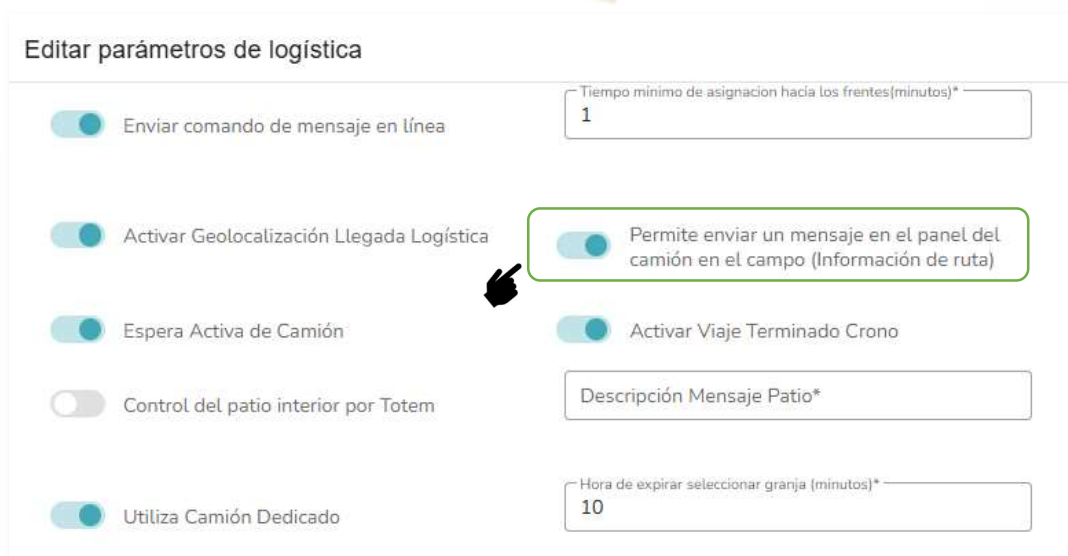 Editar parámetros de logística
Tiempo minimo de asignacion hacia los frentes(minutos)*
Enviar comando de mensaje en línea
1
Activar Geolocalización Llegada Logística
Permite enviar un mensaje en el panel del
camión en el campo (Información de ruta)
Espera Activa de Camión
Activar Viaje Terminado Crono
Control del patio interior por Totem
Descripción Mensaje Patio*
Hora de expirar seleccionar granja (minutos)*
Utiliza Camión Dedicado
10